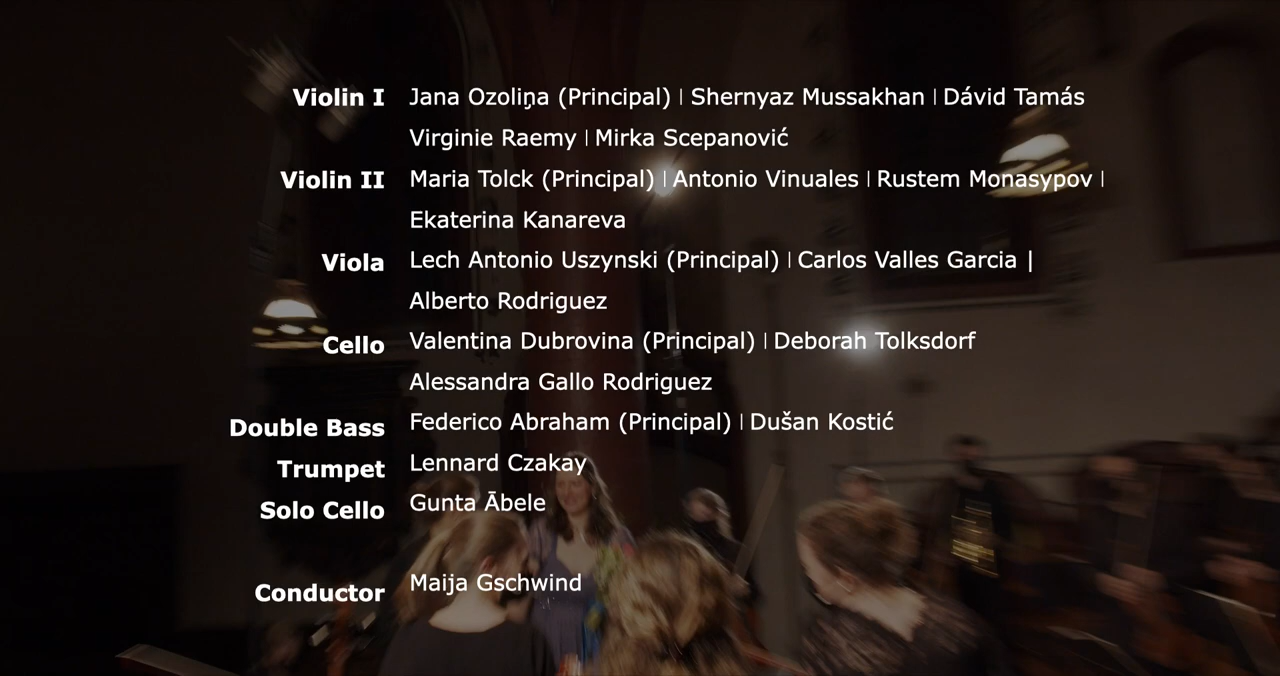 Violin I Jana Ozoliņa (Principal) | Shernyaz Mussakhan | Dávid Tamás
Virginie Raemy | Mirka Scepanović
Violin II Maria Tolck (Principal) | Antonio Vinuales | Rustem Monasypov |
Ekaterina Kanareva
Viola Lech Antonio Uszynski (Principal) | Carlos Valles Garcia |
Alberto Rodriguez
Cello Valentina Dubrovina (Principal) | Deborah Tolksdorf
Alessandra Gallo Rodriguez
Double Bass Federico Abraham (Principal) | Dušan Kostić
Trumpet Lennard Czakay
Solo Cello Gunta Ābele
Conductor Maija Gschwind